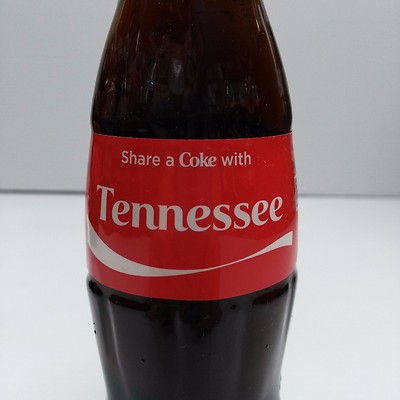 Share a Coke with
Tennessee